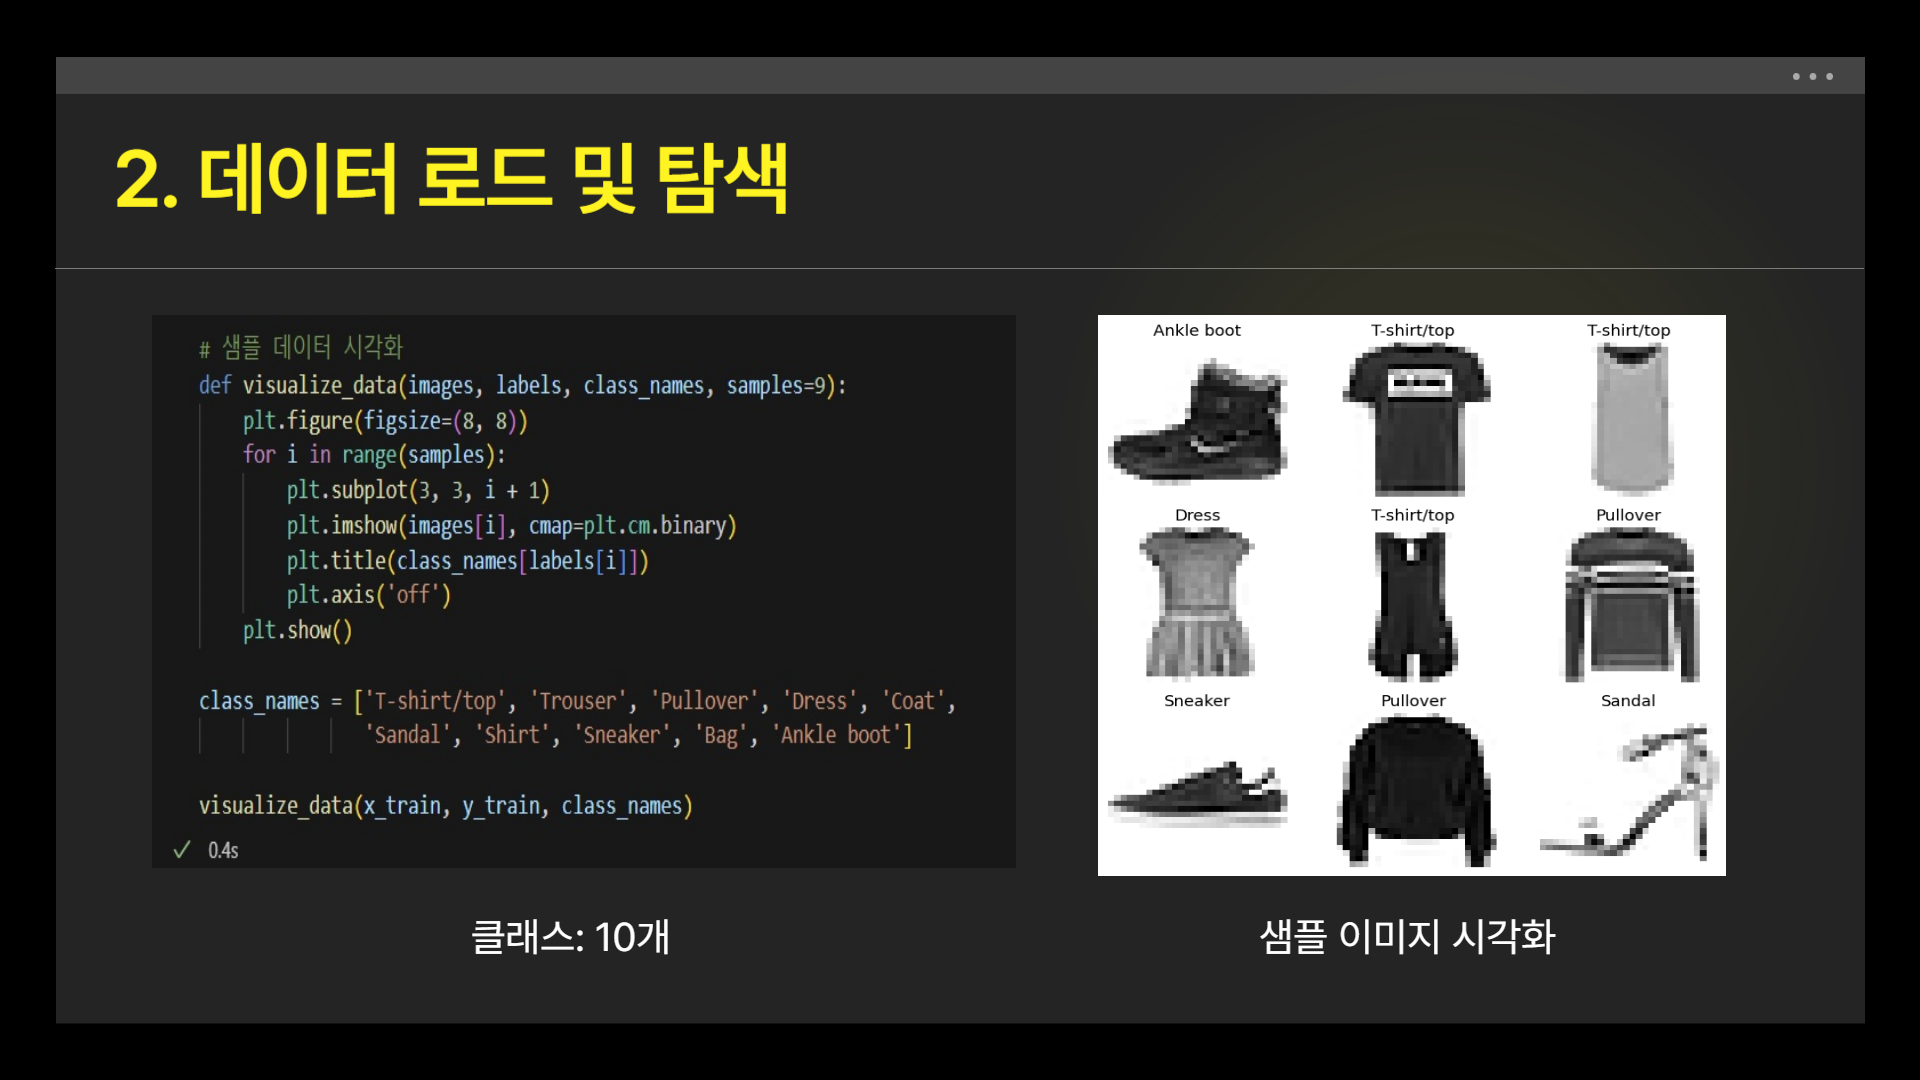 2. 데이터 로드 및 탐색
# 샘플 데이터 시각화
def visualize_data(images, labels, class_names, samples=9):
    plt.figure(figsize=(8, 8))
    for i in range(samples):
        plt.subplot(3, 3, i + 1)
        plt.imshow(images[i], cmap=plt.cm.binary)
        plt.title(class_names[labels[i]])
        plt.axis('off')
    plt.show()
class_names = ['T-shirt/top', 'Trouser', 'Pullover', 'Dress', 'Coat',
               'Sandal', 'Shirt', 'Sneaker', 'Bag', 'Ankle boot']
visualize_data(x_train, y_train, class_names)
✓ 0.4s
클래스: 10개
Ankle boot T-shirt/top T-shirt/top
Dress T-shirt/top Pullover
Sneaker Pullover Sandal
샘플 이미지 시각화